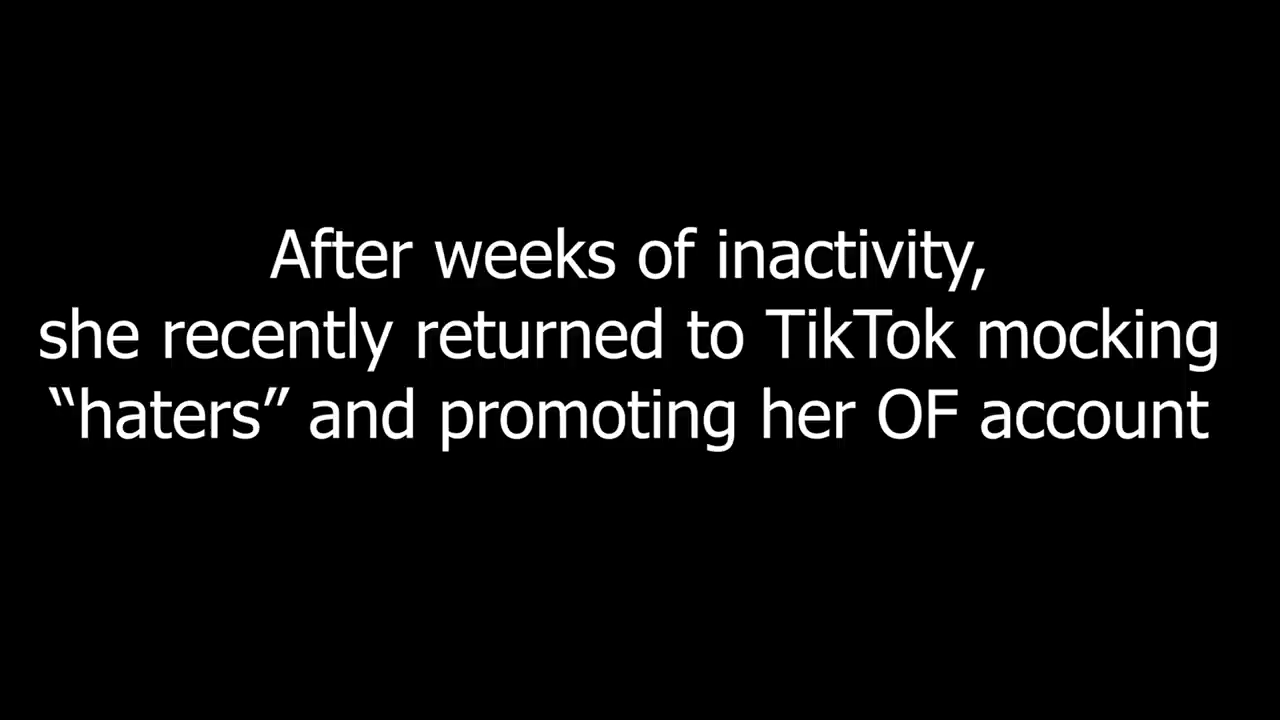 After weeks of inactivity,
she recently returned to TikTok mocking
“haters” and promoting her OF account